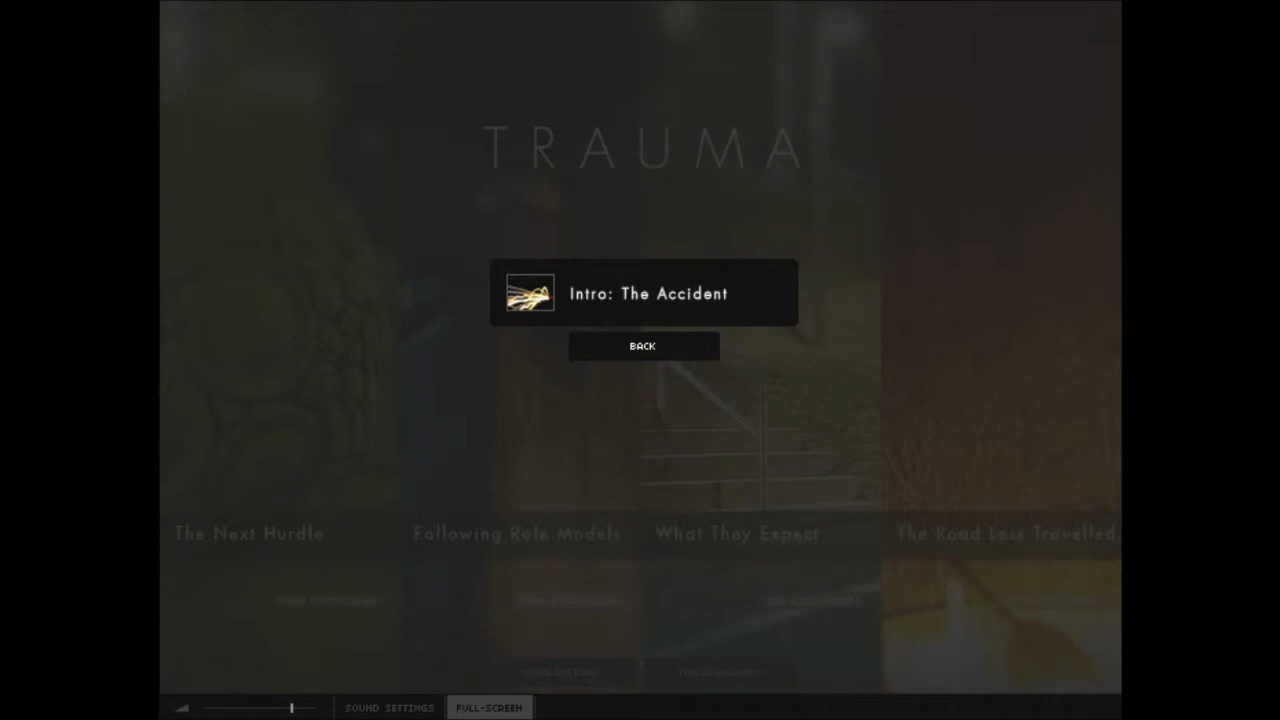 TRAUMA
Intro: The Accident
BACK
The Next Hurdle
Following Role Models
What They Expect
The Road Less Travelled
SOUND SETTINGS
FULL-SCREEN